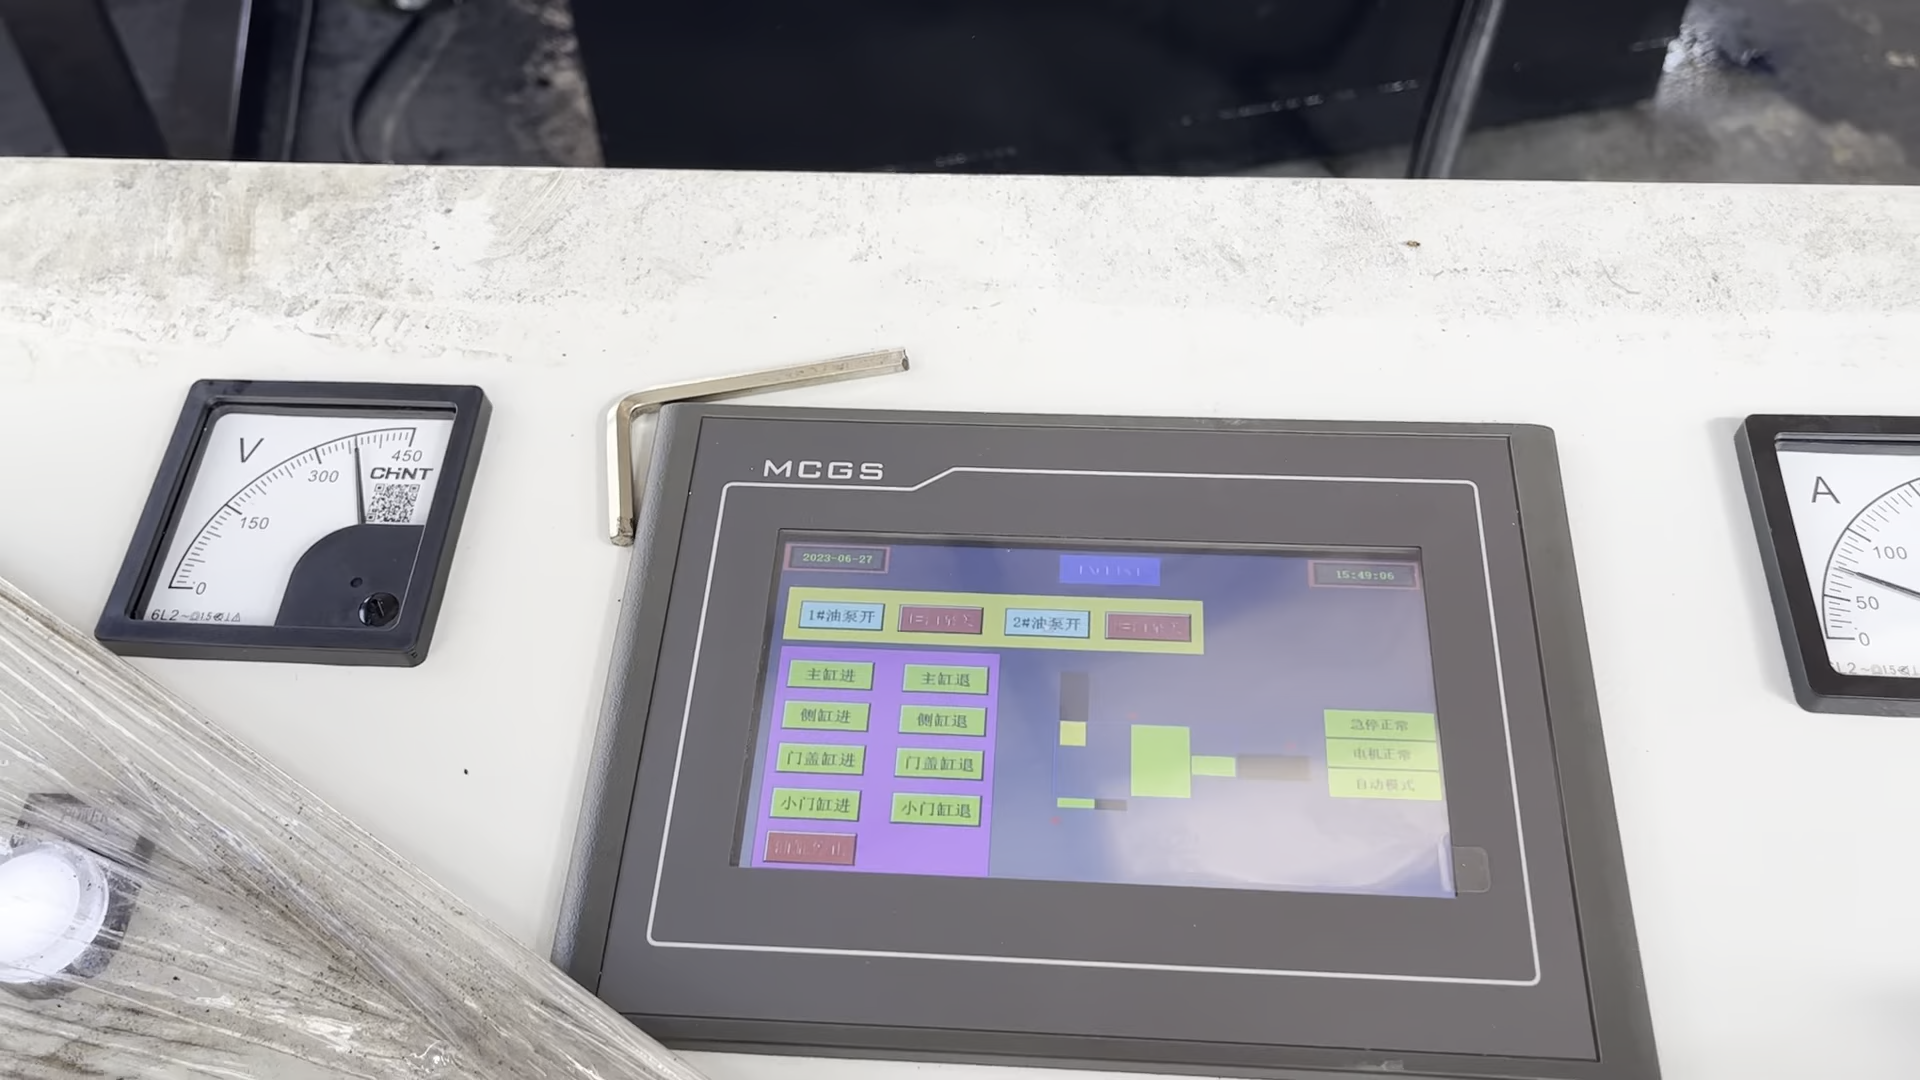 V
450
CHNT
300
150
0
6L2
MCGS
2023-06-27
15:49:06
1#油泵开
2#油泵开
主缸进
主缸退
侧缸进
侧缸退
门盖缸进
门盖缸退
小门缸进
小门缸退
急停正常
电机正常
自动模式
A
100
50
0
POWER